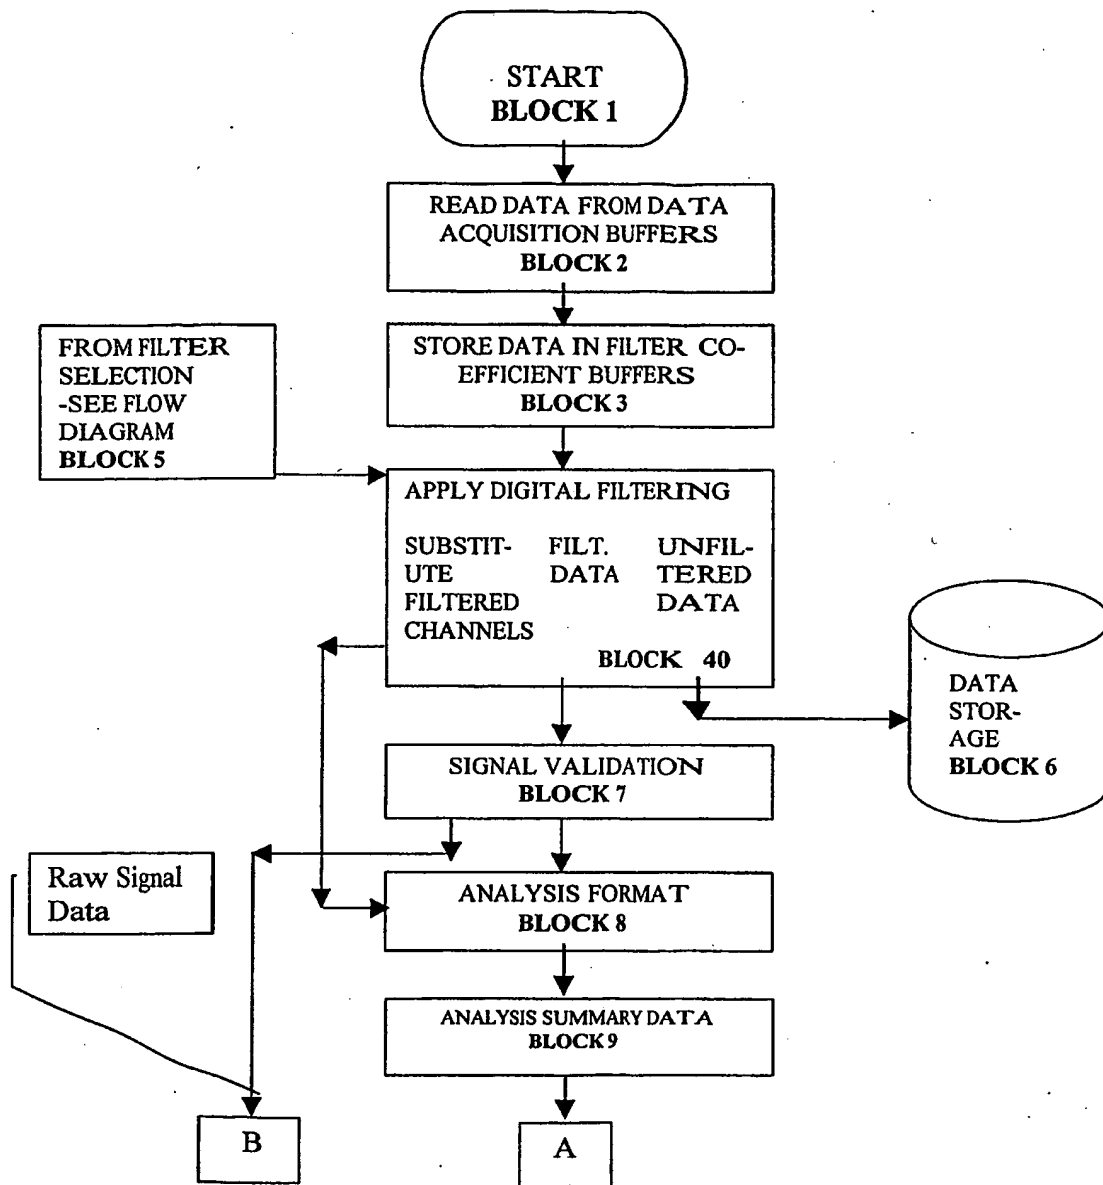 START
BLOCK 1
READ DATA FROM DATA
ACQUISITION BUFFERS
BLOCK 2
STORE DATA IN FILTER CO-
EFFICIENT BUFFERS
BLOCK 3
FROM FILTER
SELECTION
-SEE FLOW
DIAGRAM
BLOCK 5
APPLY DIGITAL FILTERING
SUBSTIT-
UTE
FILTERED
CHANNELS
FILT.
DATA
UNFIL-
TERED
DATA
BLOCK 40
DATA
STOR-
AGE
BLOCK 6
SIGNAL VALIDATION
BLOCK 7
Raw Signal
Data
ANALYSIS FORMAT
BLOCK 8
ANALYSIS SUMMARY DATA
BLOCK 9
B
A